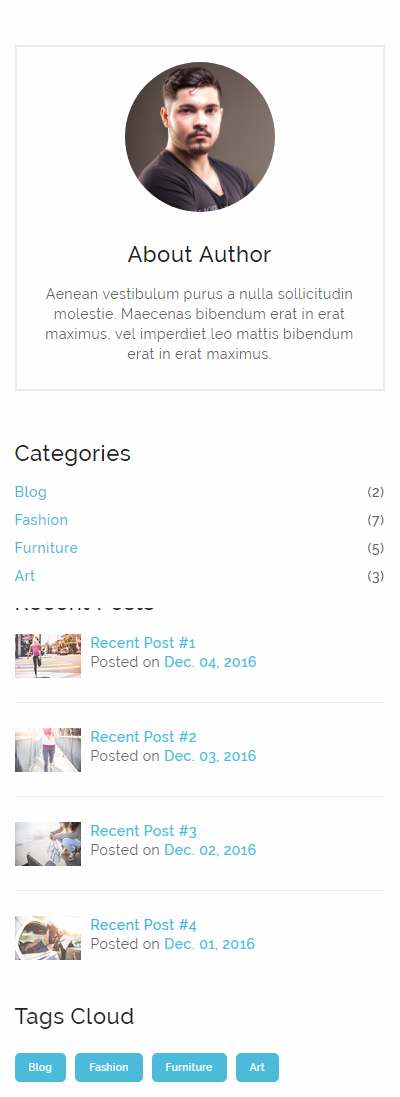 About Author
Aenean vestibulum purus a nulla sollicitudin
molestie. Maecenas bibendum erat in erat
maximus, vel imperdiet leo mattis bibendum
erat in erat maximus.
Categories
Blog (2)
Fashion (7)
Furniture (5)
Art (3)
Recent Posts
Recent Post #1
Posted on Dec. 04, 2016
Recent Post #2
Posted on Dec. 03, 2016
Recent Post #3
Posted on Dec. 02, 2016
Recent Post #4
Posted on Dec. 01, 2016
Tags Cloud
Blog Fashion Furniture Art